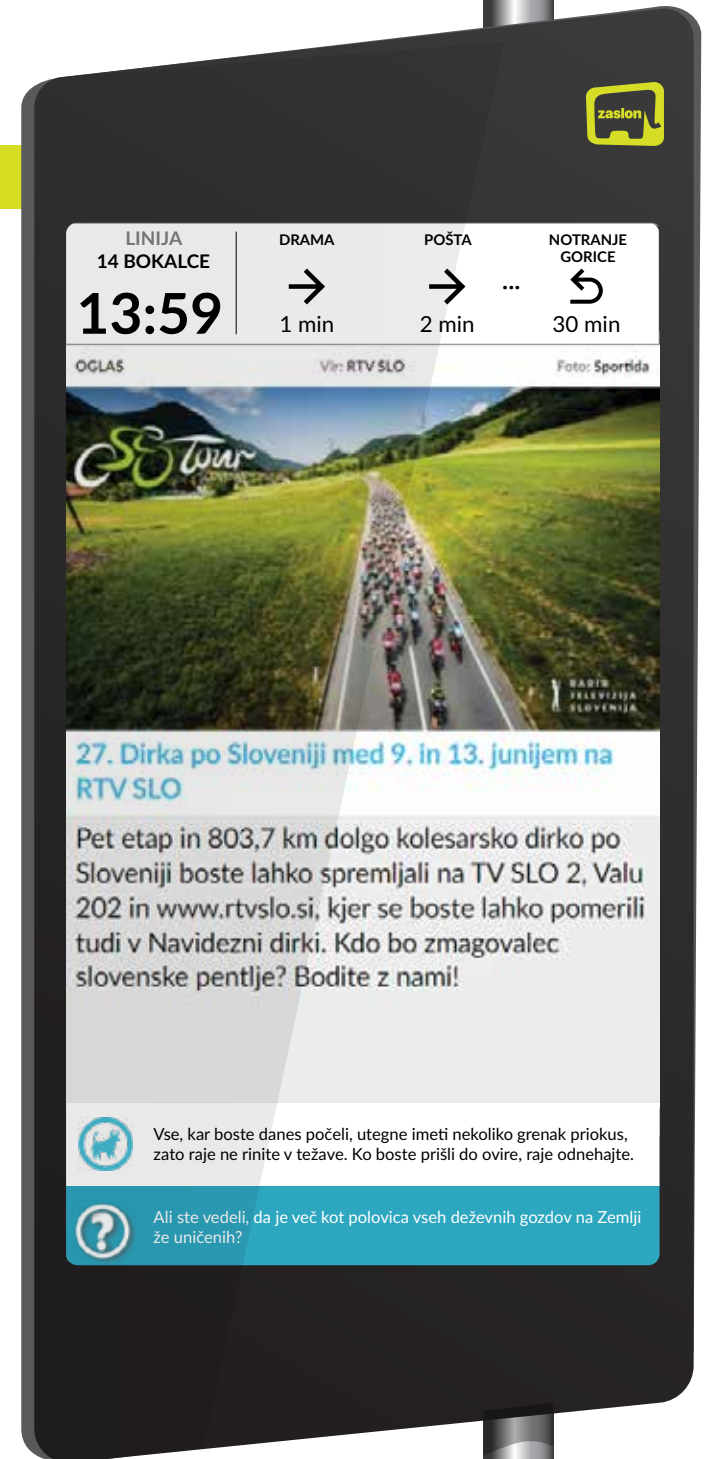 zaslon
LINIJA
14 BOKALCE
13:59
DRAMA
1 min
POŠTA
2 min
...
NOTRANJE
GORICE
30 min
OGLAS
Vir: RTV SLO
Foto: Sportida
Tour
RADIO
TELEVIZIJA
SLOVENIJA
27. Dirka po Sloveniji med 9. in 13. junijem na
RTV SLO
Pet etap in 803,7 km dolgo kolesarsko dirko po
Sloveniji boste lahko spremljali na TV SLO 2, Valu
202 in www.rtvslo.si, kjer se boste lahko pomerili
tudi v Navidezni dirki. Kdo bo zmagovalec
slovenske pentlje? Bodite z nami!
Vse, kar boste danes počeli, utegne imeti nekoliko grenak priokus,
zato raje ne rinite v težave. Ko boste prišli do ovire, raje odnehajte.
?
Ali ste vedeli, da je več kot polovica vseh deževnih gozdov na Zemlji
že uničenih?